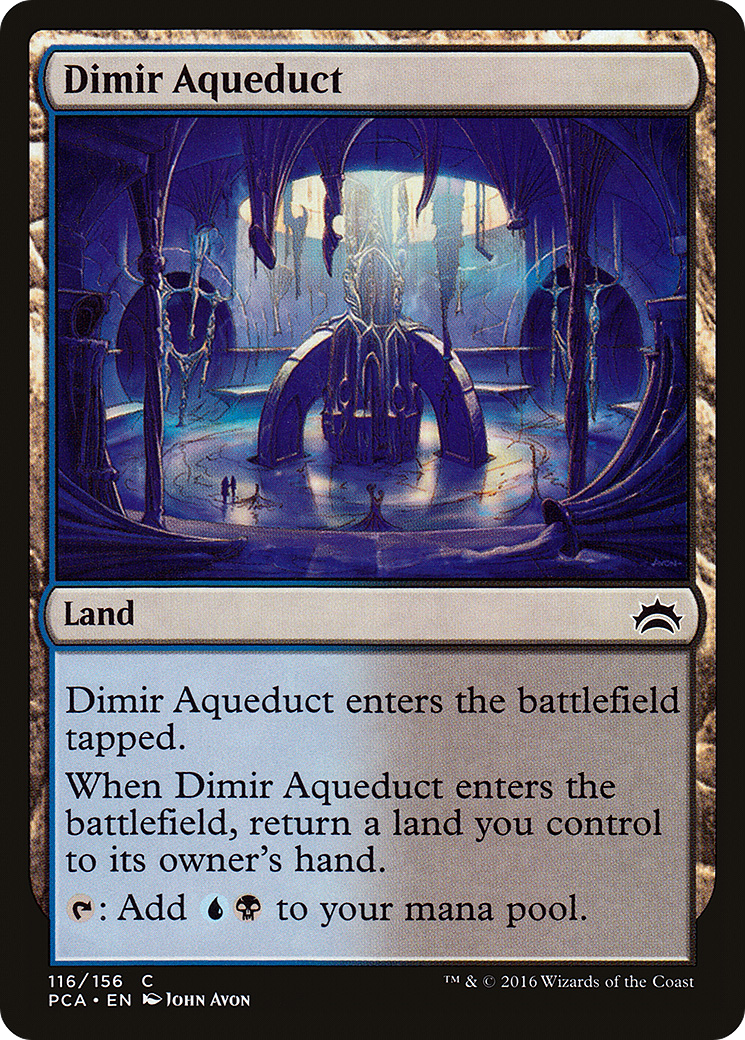 Dimir Aqueduct
Land
Dimir Aqueduct enters the battlefield
tapped.
When Dimir Aqueduct enters the
battlefield, return a land you control
to its owner's hand.
: Add to your mana pool.
116/156 C
PCA • EN John Avon
™ & © 2016 Wizards of the Coast